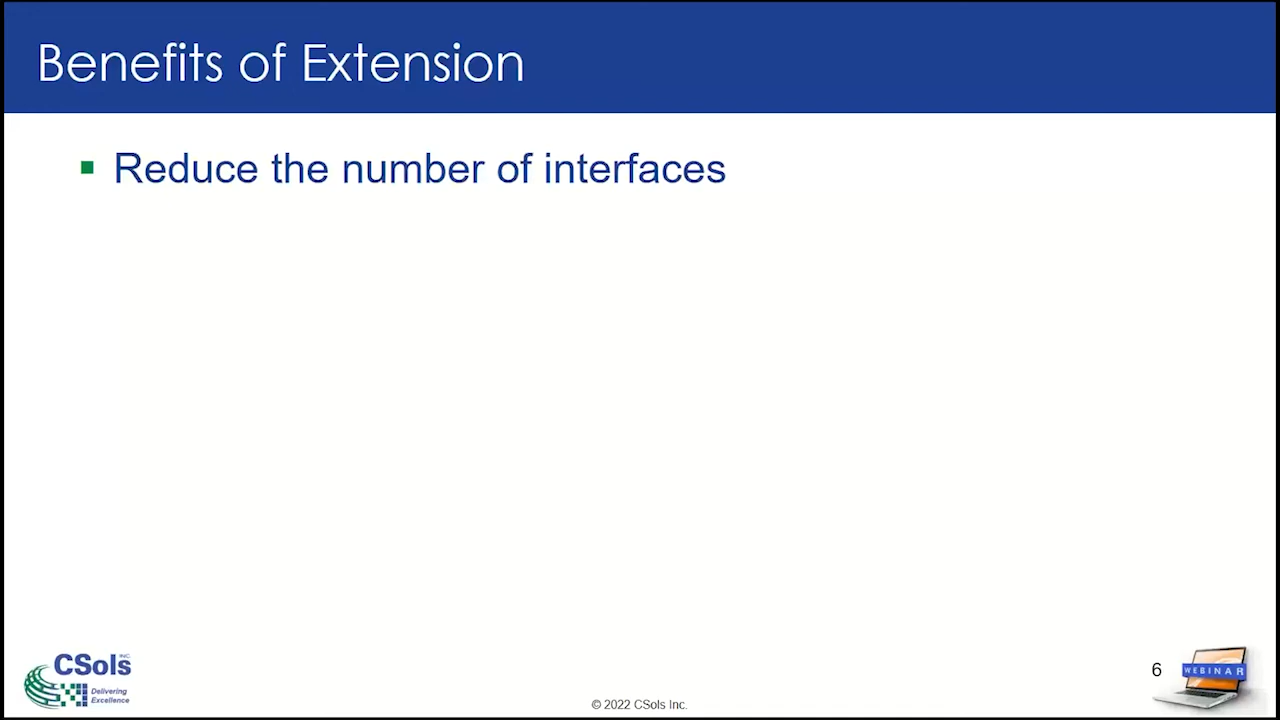 Benefits of Extension
Reduce the number of interfaces
CSols INC.
Delivering
Excellence
© 2022 CSols Inc.
6
WEBINAR